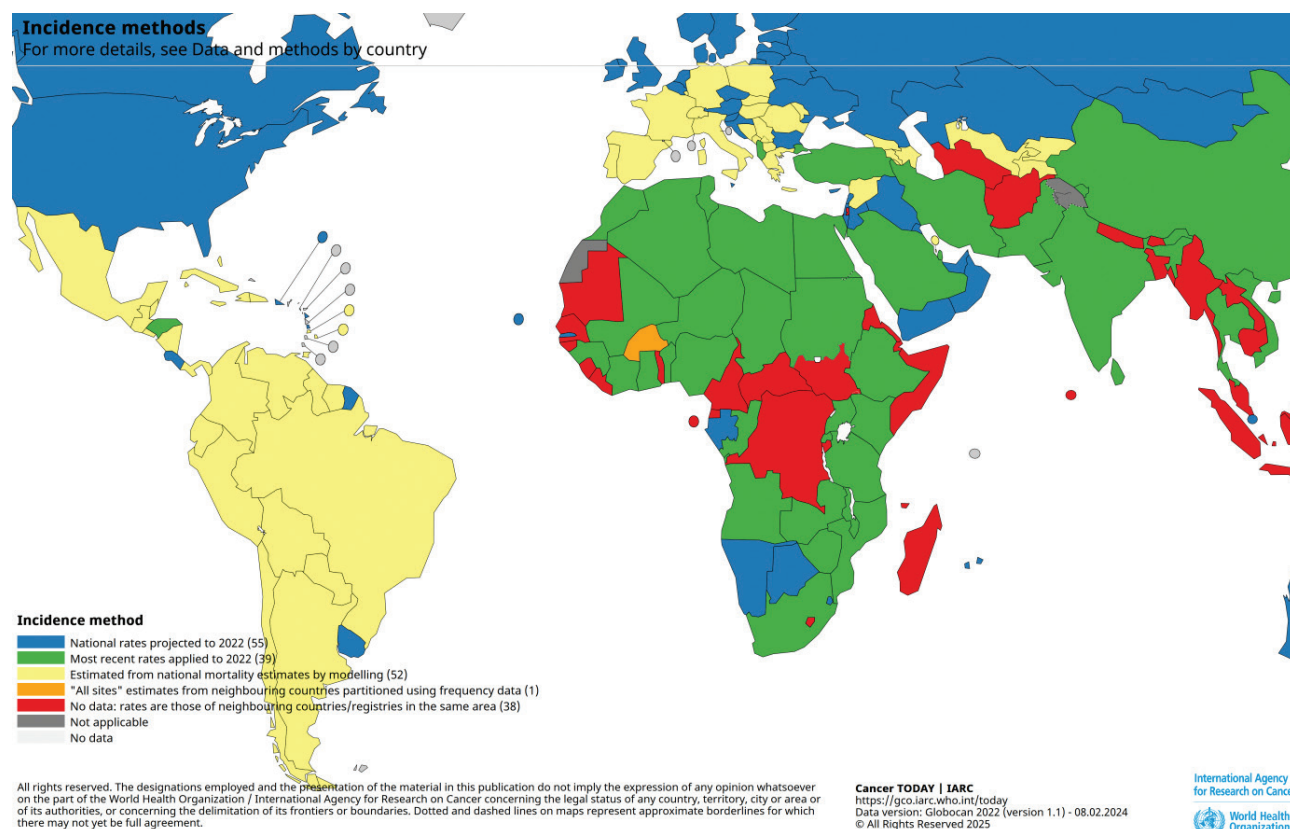 Incidence methods
For more details, see Data and methods by country
Incidence method
National rates projected to 2022 (55)
Most recent rates applied to 2022 (39)
Estimated from national mortality estimates by modelling (52)
"All sites" estimates from neighbouring countries partitioned using frequency data (1)
No data: rates are those of neighbouring countries/registries in the same area (38)
Not applicable
No data
All rights reserved. The designations employed and the presentation of the material in this publication do not imply the expression of any opinion whatsoever
on the part of the World Health Organization / International Agency for Research on Cancer concerning the legal status of any country, territory, city or area or
of its authorities, or concerning the delimitation of its frontiers or boundaries. Dotted and dashed lines on maps represent approximate borderlines for which
there may not yet be full agreement.
Cancer TODAY | IARC
https://gco.iarc.who.int/today
Data version: Globocan 2022 (version 1.1) - 08.02.2024
© All Rights Reserved 2025
International Agency
for Research on Cancer
World Health
Organization